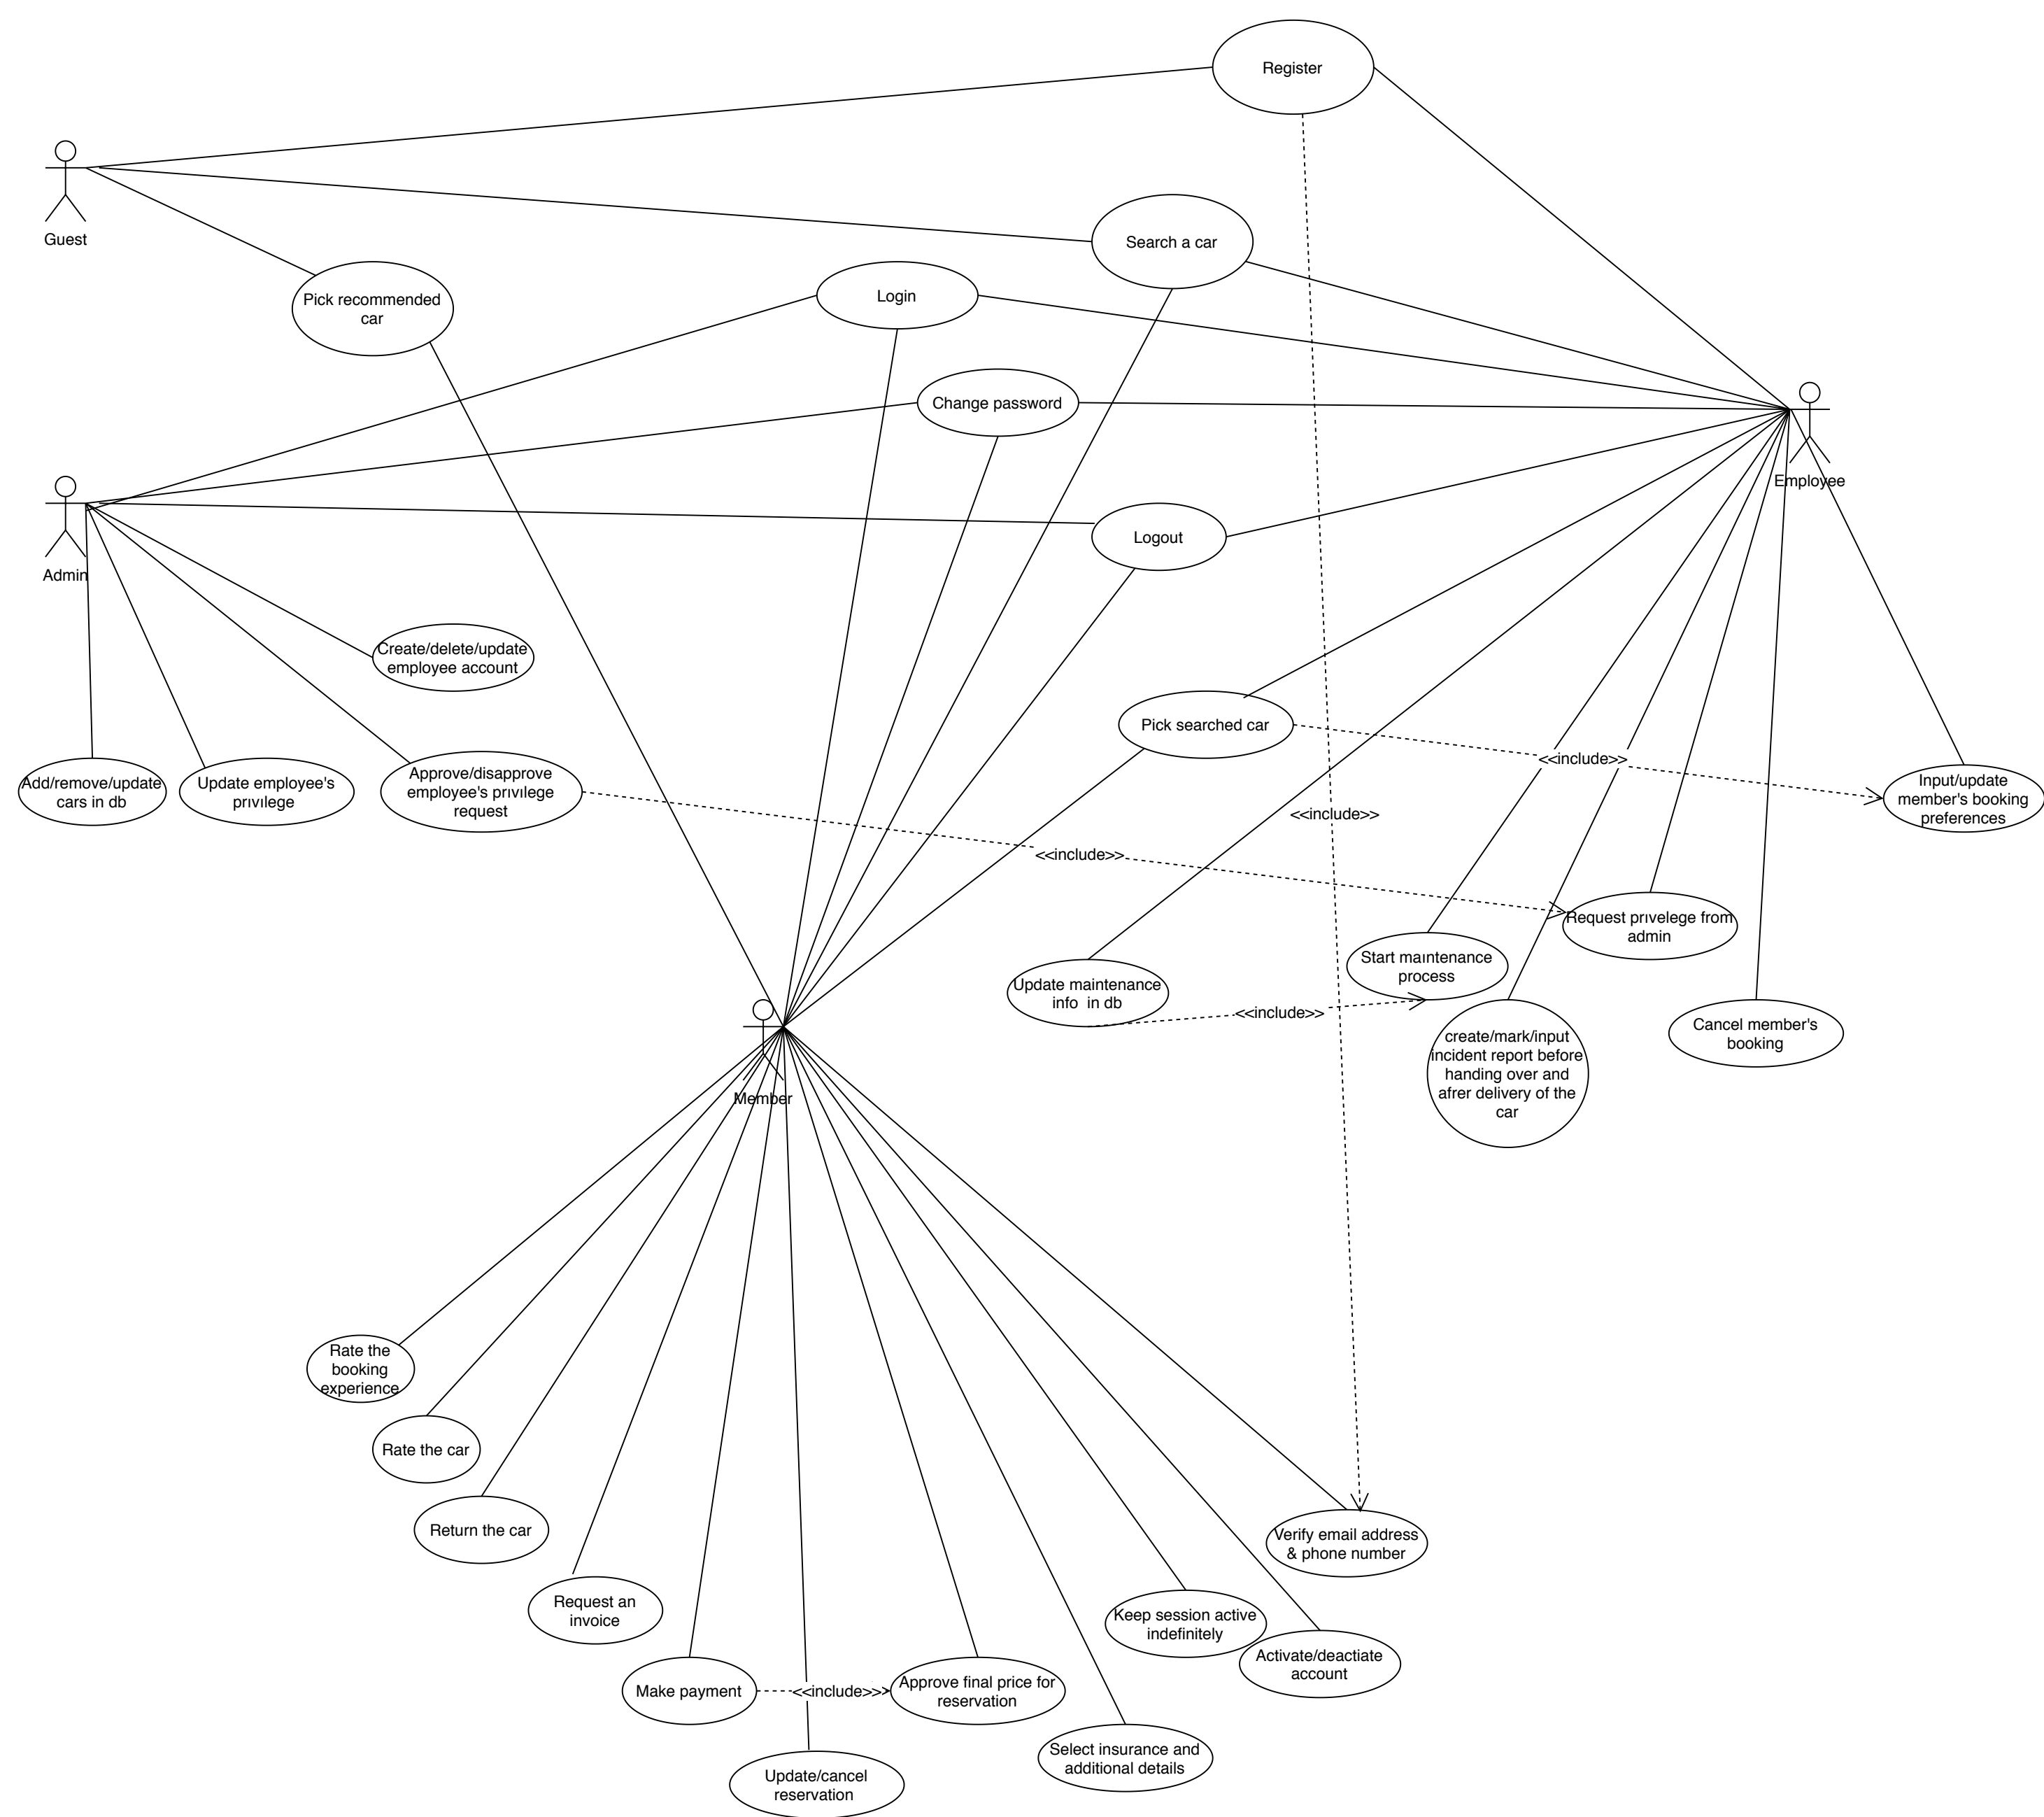 Register
Guest
Search a car
Pick recommended
car
Login
Change password
Employee
Admin
Logout
Create/delete/update
employee account
Pick searched car
<<include>>
Add/remove/update
cars in db
Update employee's
privilege
Approve/disapprove
employee's privilege
request
Input/update
member's booking
preferences
<<include>>
<<include>>
Request privelege from
admin
Start maintenance
process
Update maintenance
info in db
<<include>>
Cancel member's
booking
create/mark/input
incident report before
handing over and
afrer delivery of the
car
Member
Rate the
booking
experience
Rate the car
Return the car
Verify email address
& phone number
Request an
invoice
Keep session active
indefinitely
Activate/deactiate
account
Make payment
<<include>>
Approve final price for
reservation
Select insurance and
additional details
Update/cancel
reservation